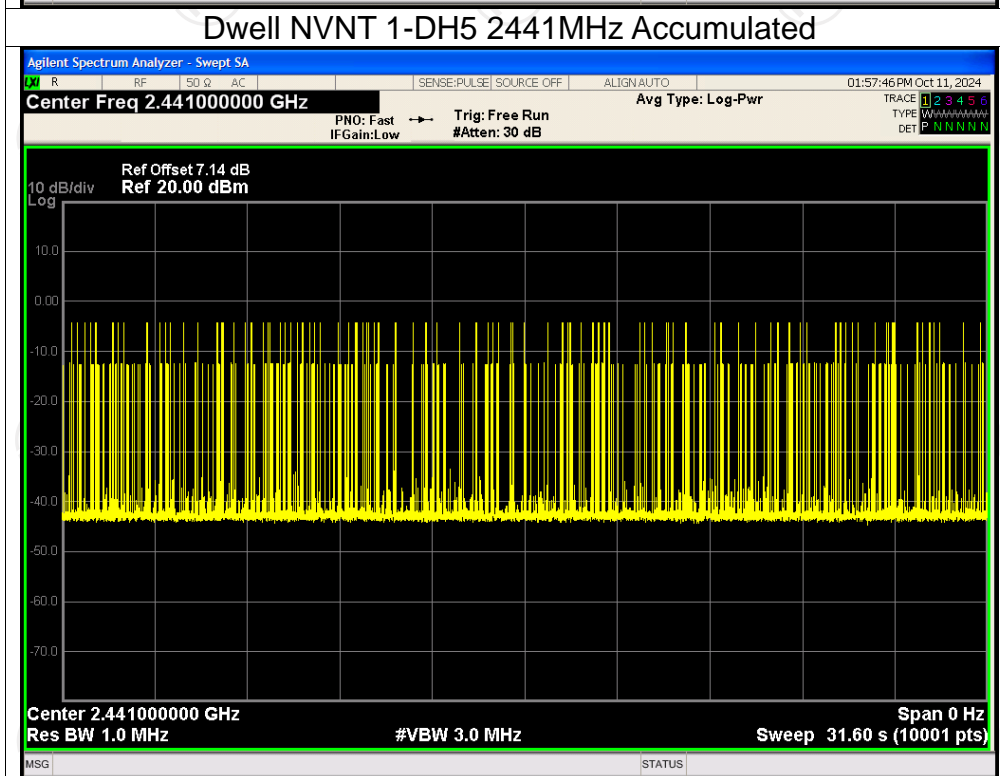 Dwell NVNT 1-DH5 2441MHz Accumulated
Agilent Spectrum Analyzer - Swept SA
LXI R RF 50 Ω AC SENSE:PULSE SOURCE OFF ALIGN AUTO 01:57:46 PM Oct 11, 2024
Center Freq 2.441000000 GHz Avg Type: Log-Pwr TRACE 1 2 3 4 5 6
PNO: Fast Trig: Free Run TYPE WWWWWW
IFGain:Low #Atten: 30 dB DET P N N N N N
Ref Offset 7.14 dB
10 dB/div Ref 20.00 dBm
Log
10.0
0.00
-10.0
-20.0
-30.0
-40.0
-50.0
-60.0
-70.0
Center 2.441000000 GHz Span 0 Hz
Res BW 1.0 MHz #VBW 3.0 MHz Sweep 31.60 s (10001 pts)
MSG STATUS